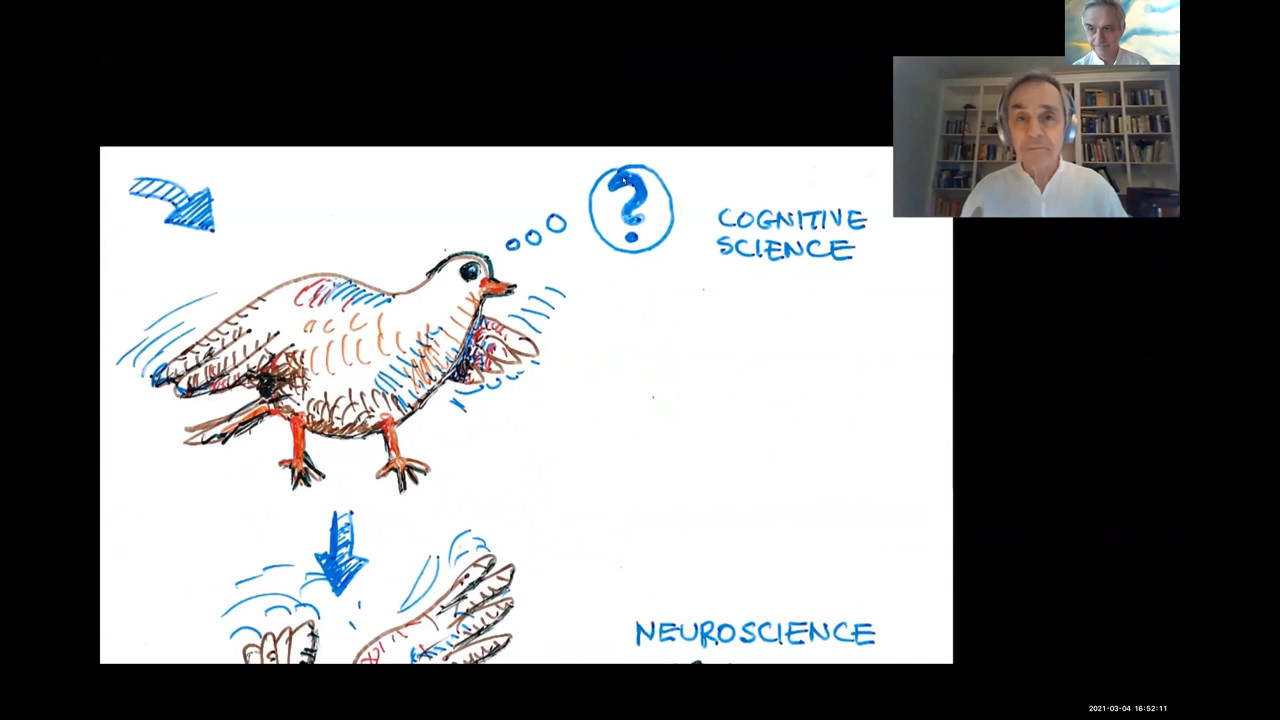 ?
COGNITIVE
SCIENCE
NEUROSCIENCE
2021-03-04 16:52:11